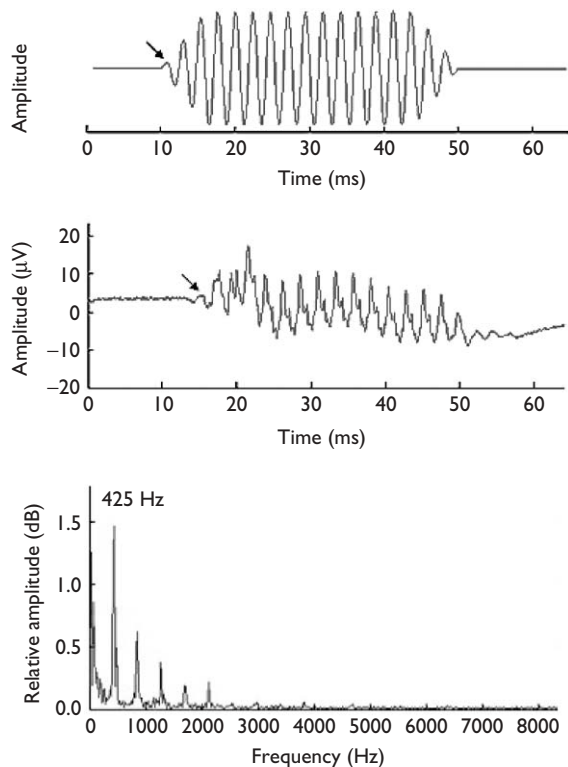 Amplitude
0 10 20 30 40 50 60
Time (ms)
Amplitude (μV)
20
10
0
−10
−20
0 10 20 30 40 50 60
Time (ms)
425 Hz
Relative amplitude (dB)
1.5
1.0
0.5
0.0
0 1000 2000 3000 4000 5000 6000 7000 8000
Frequency (Hz)